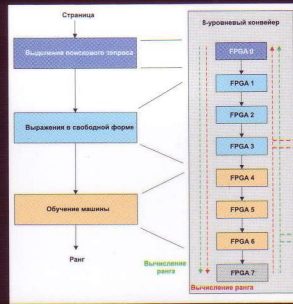 Страница
Выделение поискового запроса
Выражения в свободной форме
Обучение машины
Ранг
8-уровневый конвейер
FPGA 0
FPGA 1
FPGA 2
FPGA 3
FPGA 4
FPGA 5
FPGA 6
FPGA 7
Вычисление
ранга
Вычисление ранга